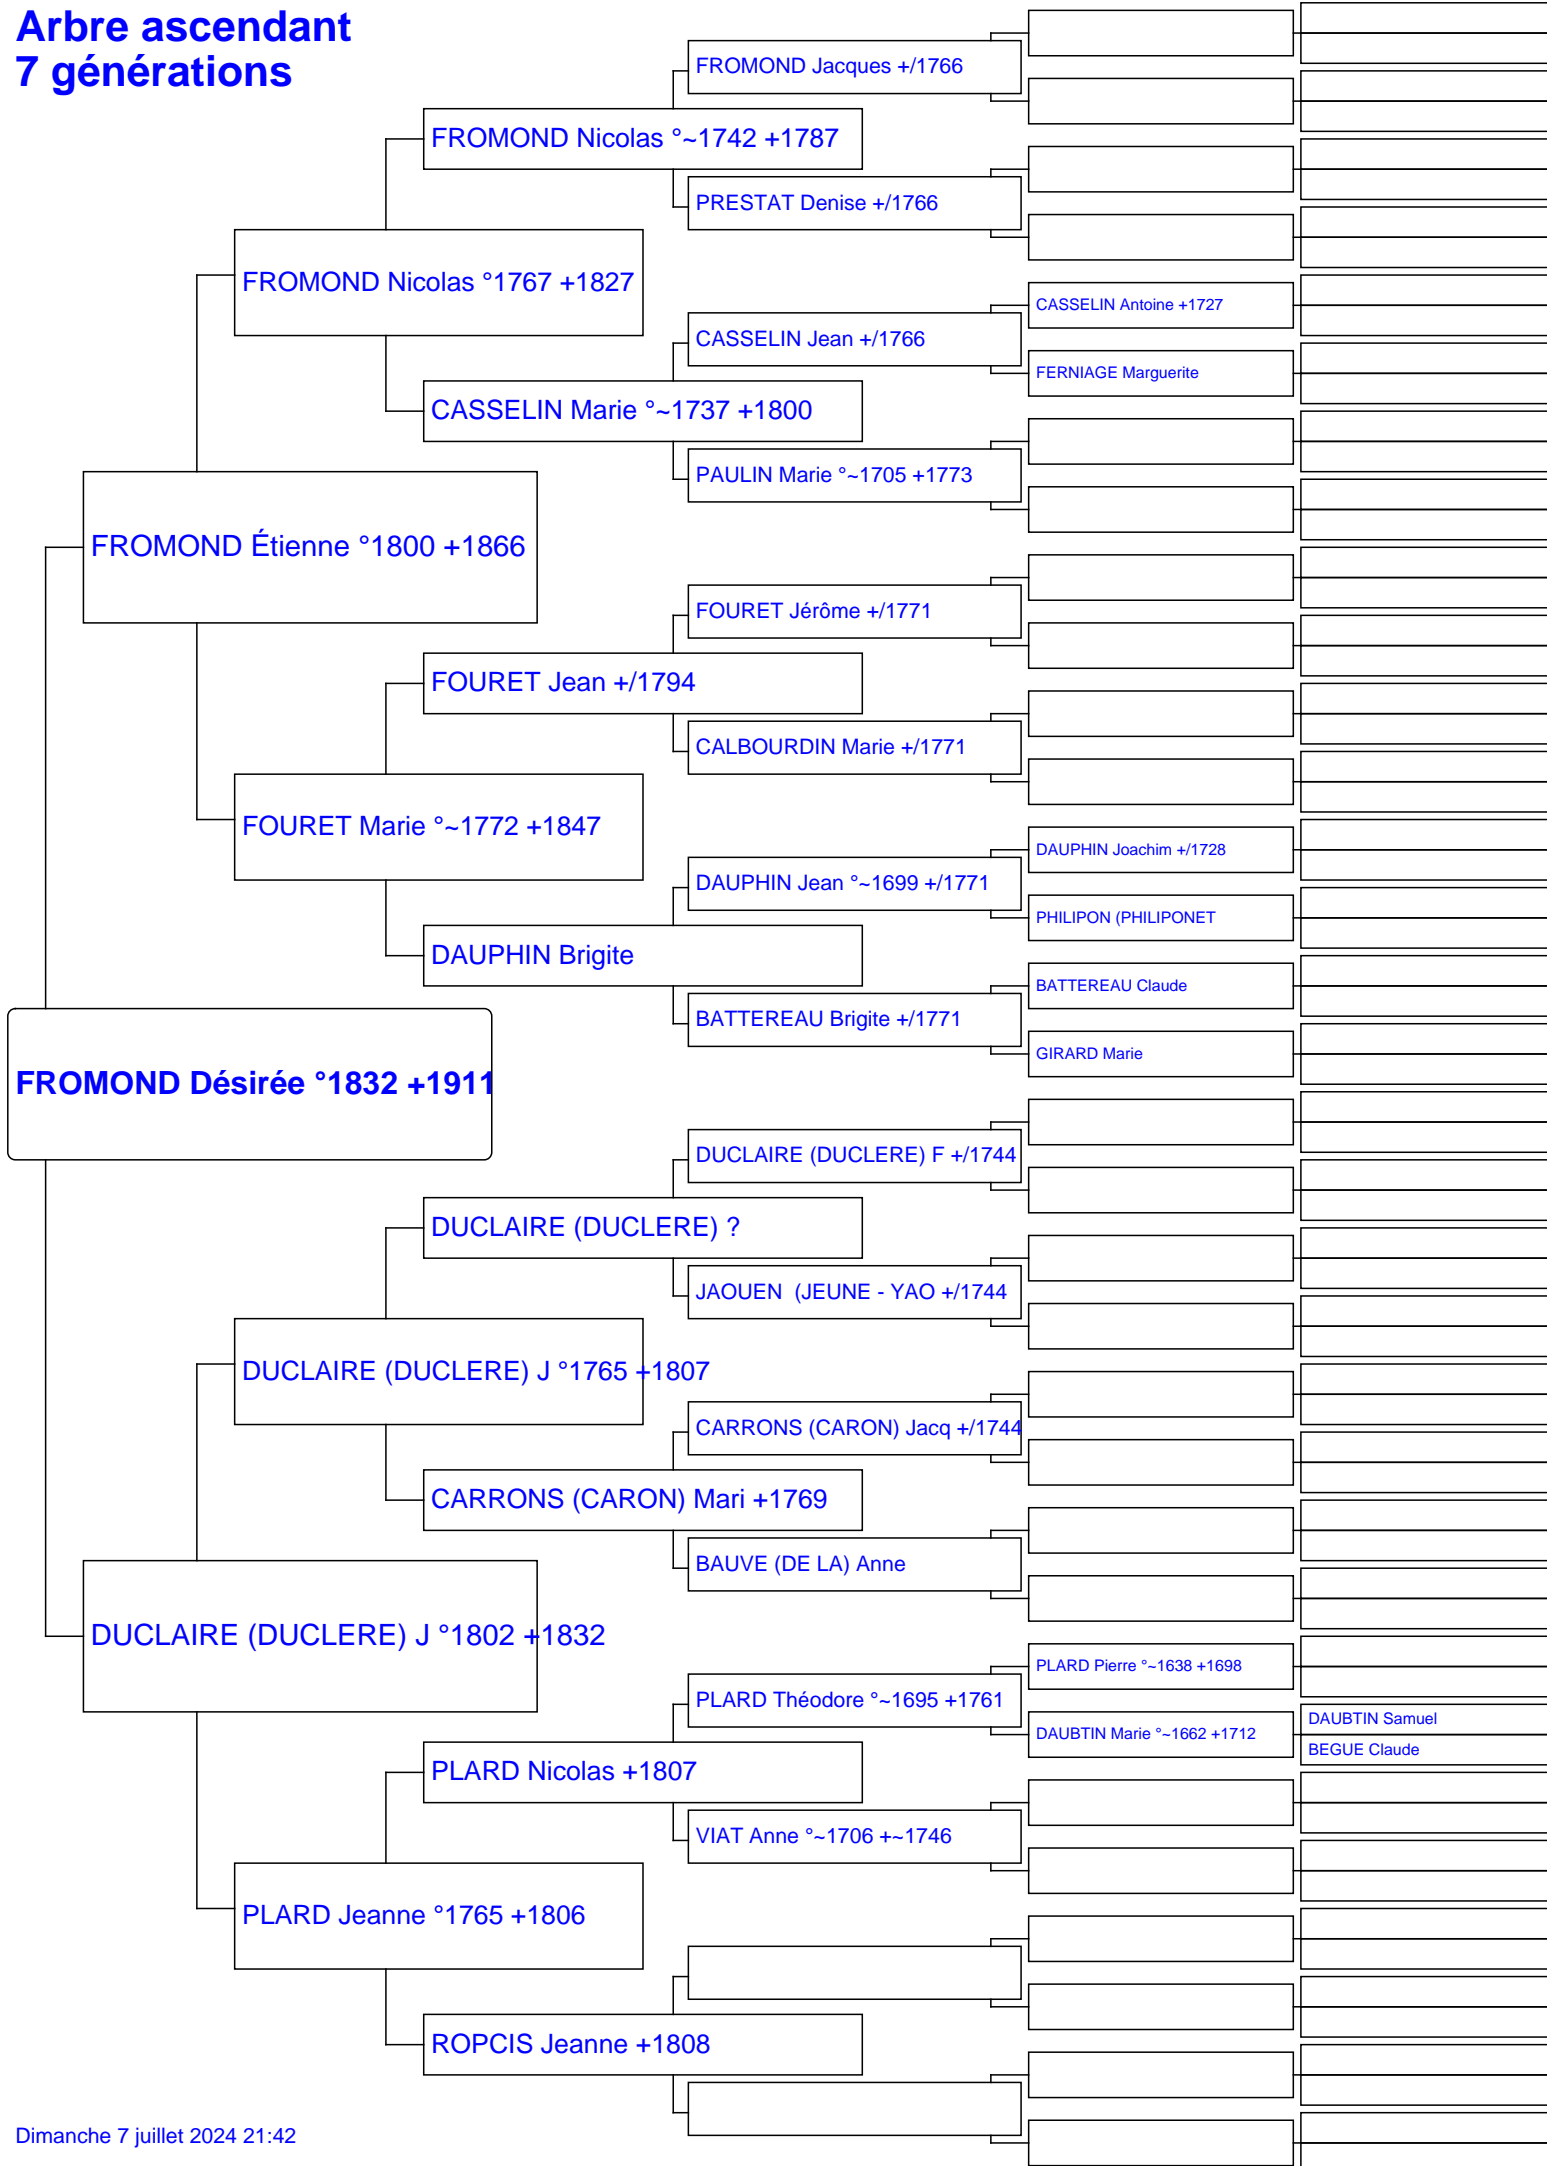 Arbre ascendant
7 générations
FROMOND Jacques +/1766
FROMOND Nicolas °~1742 +1787
PRESTAT Denise +/1766
FROMOND Nicolas °1767 +1827
CASSELIN Antoine +1727
CASSELIN Jean +/1766
FERNIAGE Marguerite
CASSELIN Marie °~1737 +1800
PAULIN Marie °~1705 +1773
FROMOND Étienne °1800 +1866
FOURET Jérôme +/1771
FOURET Jean +/1794
CALBOURDIN Marie +/1771
FOURET Marie °~1772 +1847
DAUPHIN Joachim +/1728
DAUPHIN Jean °~1699 +/1771
PHILIPON (PHILIPONET
DAUPHIN Brigite
BATTEREAU Claude
BATTEREAU Brigite +/1771
GIRARD Marie
FROMOND Désirée °1832 +1911
DUCLAIRE (DUCLERE) F +/1744
DUCLAIRE (DUCLERE) ?
JAOUEN  (JEUNE - YAO +/1744
DUCLAIRE (DUCLERE) J °1765 +1807
CARRONS (CARON) Jacq +/1744
CARRONS (CARON) Mari +1769
BAUVE (DE LA) Anne
DUCLAIRE (DUCLERE) J °1802 +1832
PLARD Pierre °~1638 +1698
PLARD Théodore °~1695 +1761
DAUBTIN Samuel
DAUBTIN Marie °~1662 +1712
BEGUE Claude
PLARD Nicolas +1807
VIAT Anne °~1706 +~1746
PLARD Jeanne °1765 +1806
ROPCIS Jeanne +1808
Dimanche 7 juillet 2024 21:42